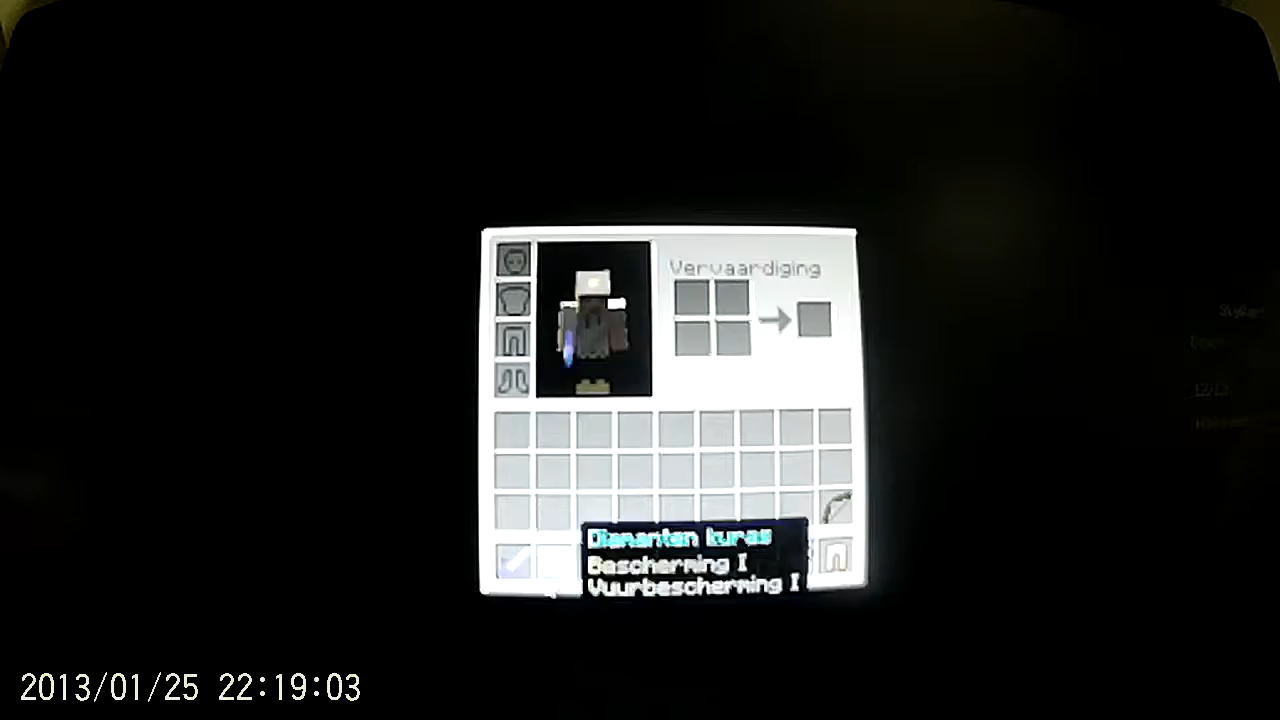 Vervaardiging
Diamanten kuras
Bescherming I
Vuurbescherming I
2013/01/25 22:19:03